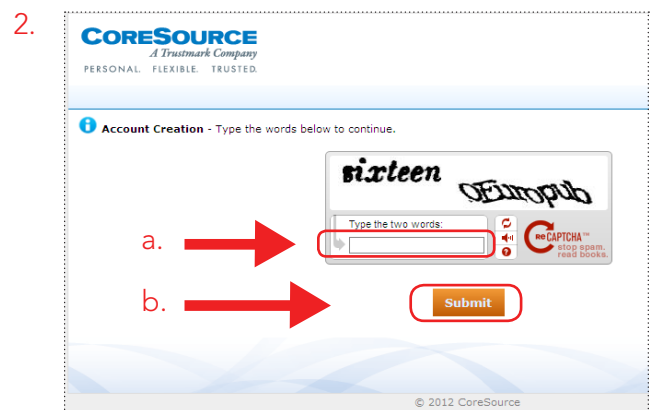 2.
CORESOURCE
A Trustmark Company
PERSONAL. FLEXIBLE. TRUSTED.
i Account Creation - Type the words below to continue.
sixteen OEuropub
Type the two words:
?
reCAPTCHA™
stop spam.
read books.
a.
b.
Submit
© 2012 CoreSource